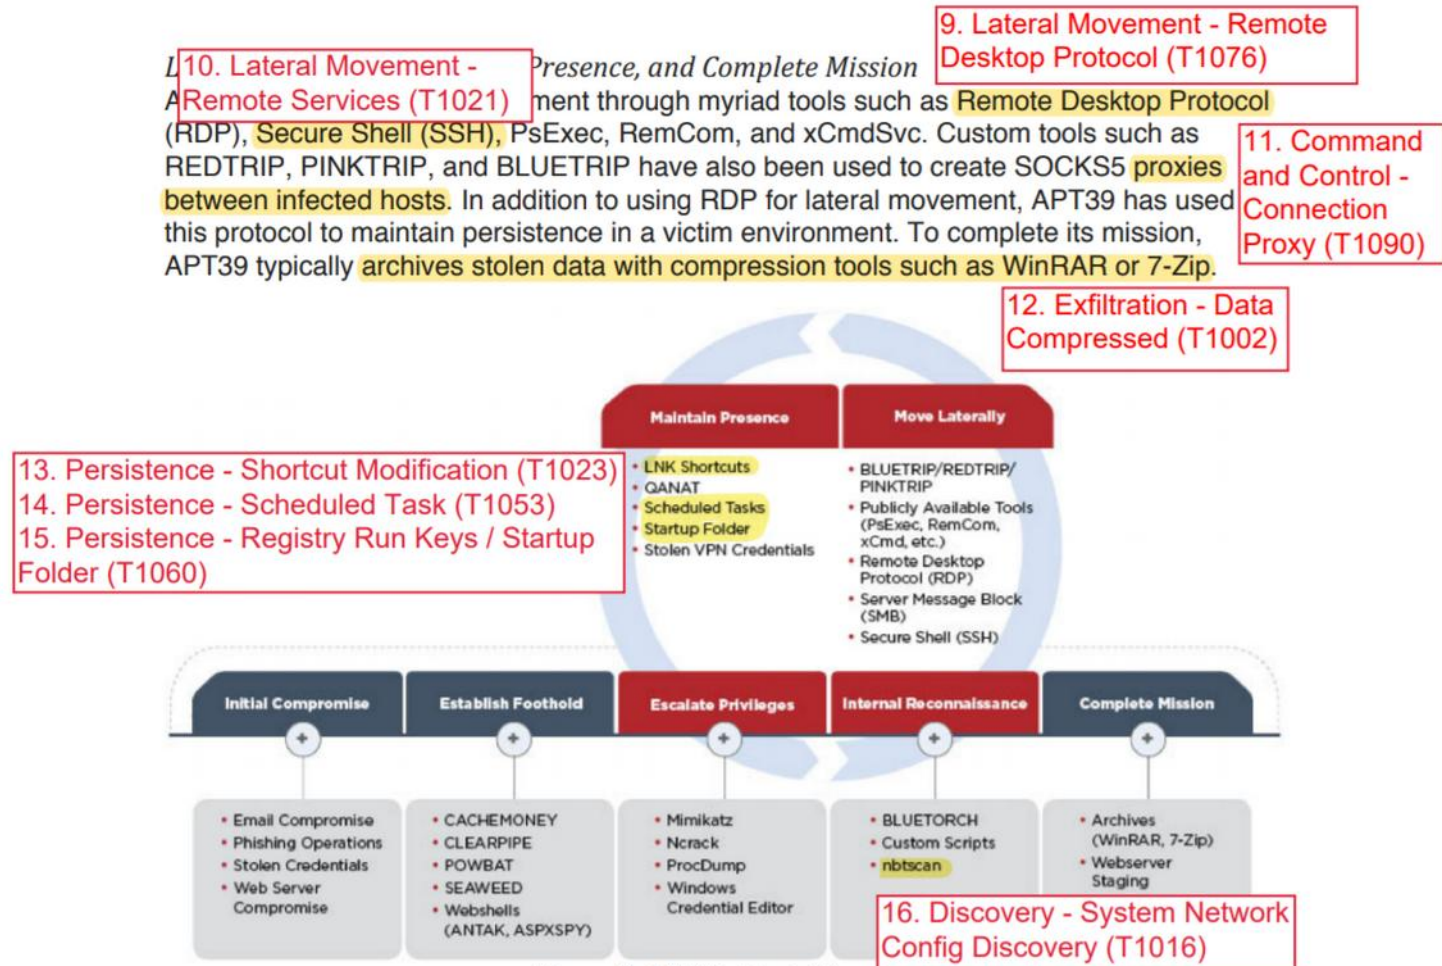 9. Lateral Movement - Remote
Desktop Protocol (T1076)
10. Lateral Movement -
Remote Services (T1021)
L Presence, and Complete Mission
A ment through myriad tools such as Remote Desktop Protocol
(RDP), Secure Shell (SSH), PsExec, RemCom, and xCmdSvc. Custom tools such as
REDTRIP, PINKTRIP, and BLUETRIP have also been used to create SOCKS5 proxies
between infected hosts. In addition to using RDP for lateral movement, APT39 has used
this protocol to maintain persistence in a victim environment. To complete its mission,
APT39 typically archives stolen data with compression tools such as WinRAR or 7-Zip.
11. Command
and Control -
Connection
Proxy (T1090)
12. Exfiltration - Data
Compressed (T1002)
13. Persistence - Shortcut Modification (T1023)
14. Persistence - Scheduled Task (T1053)
15. Persistence - Registry Run Keys / Startup
Folder (T1060)
Maintain Presence
• LNK Shortcuts
• QANAT
• Scheduled Tasks
• Startup Folder
• Stolen VPN Credentials
Move Laterally
• BLUETRIP/REDTRIP/
PINKTRIP
• Publicly Available Tools
(PsExec, RemCom,
xCmd, etc.)
• Remote Desktop
Protocol (RDP)
• Server Message Block
(SMB)
• Secure Shell (SSH)
Initial Compromise
• Email Compromise
• Phishing Operations
• Stolen Credentials
• Web Server
Compromise
Establish Foothold
• CACHEMONEY
• CLEARPIPE
• POWBAT
• SEAWEED
• Webshells
(ANTAK, ASPXSPY)
Escalate Privileges
• Mimikatz
• Ncrack
• ProcDump
• Windows
Credential Editor
Internal Reconnaissance
• BLUETORCH
• Custom Scripts
• nbtscan
Complete Mission
• Archives
(WinRAR, 7-Zip)
• Webserver
Staging
16. Discovery - System Network
Config Discovery (T1016)